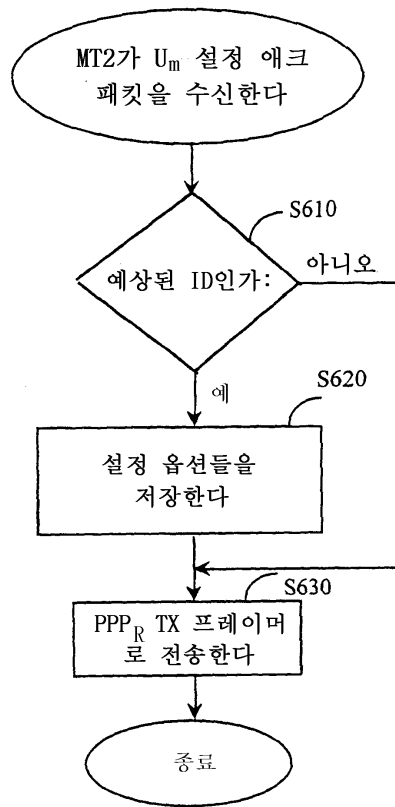 MT2가 Um 설정 애크
패킷을 수신한다
S610
예상된 ID인가:
아니오
예
S620
설정 옵션들을
저장한다
S630
PPPR TX 프레이머
로 전송한다
종료